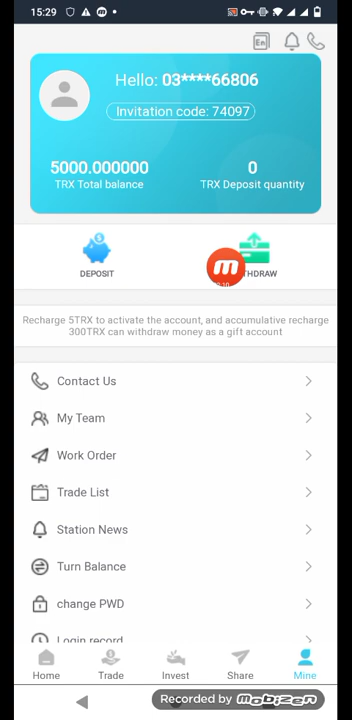 15:29
En
Hello: 03****66806
Invitation code: 74097
5000.000000
TRX Total balance
0
TRX Deposit quantity
DEPOSIT
THDRAW
Recharge 5TRX to activate the account, and accumulative recharge
300TRX can withdraw money as a gift account
Contact Us
My Team
Work Order
Trade List
Station News
Turn Balance
change PWD
Login record
Home
Trade
Invest
Share
Mine
Recorded by mobizen